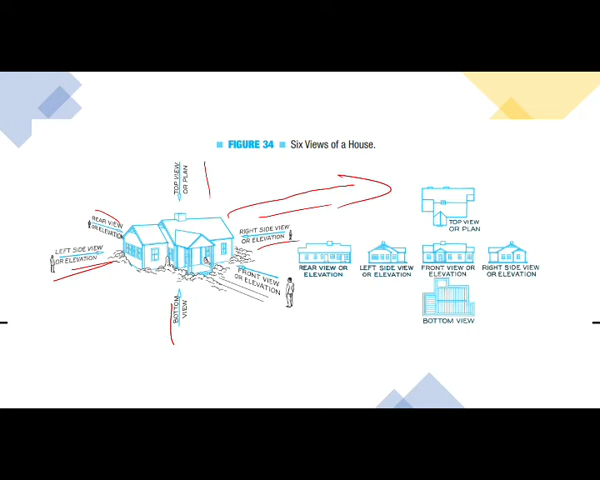 FIGURE 34 Six Views of a House.
TOP VIEW
OR PLAN
REAR VIEW
OR ELEVATION
LEFT SIDE VIEW
OR ELEVATION
RIGHT SIDE VIEW
OR ELEVATION
FRONT VIEW
OR ELEVATION
BOTTOM
VIEW
TOP VIEW
OR PLAN
REAR VIEW OR
ELEVATION
LEFT SIDE VIEW
OR ELEVATION
FRONT VIEW OR
ELEVATION
RIGHT SIDE VIEW
OR ELEVATION
BOTTOM VIEW